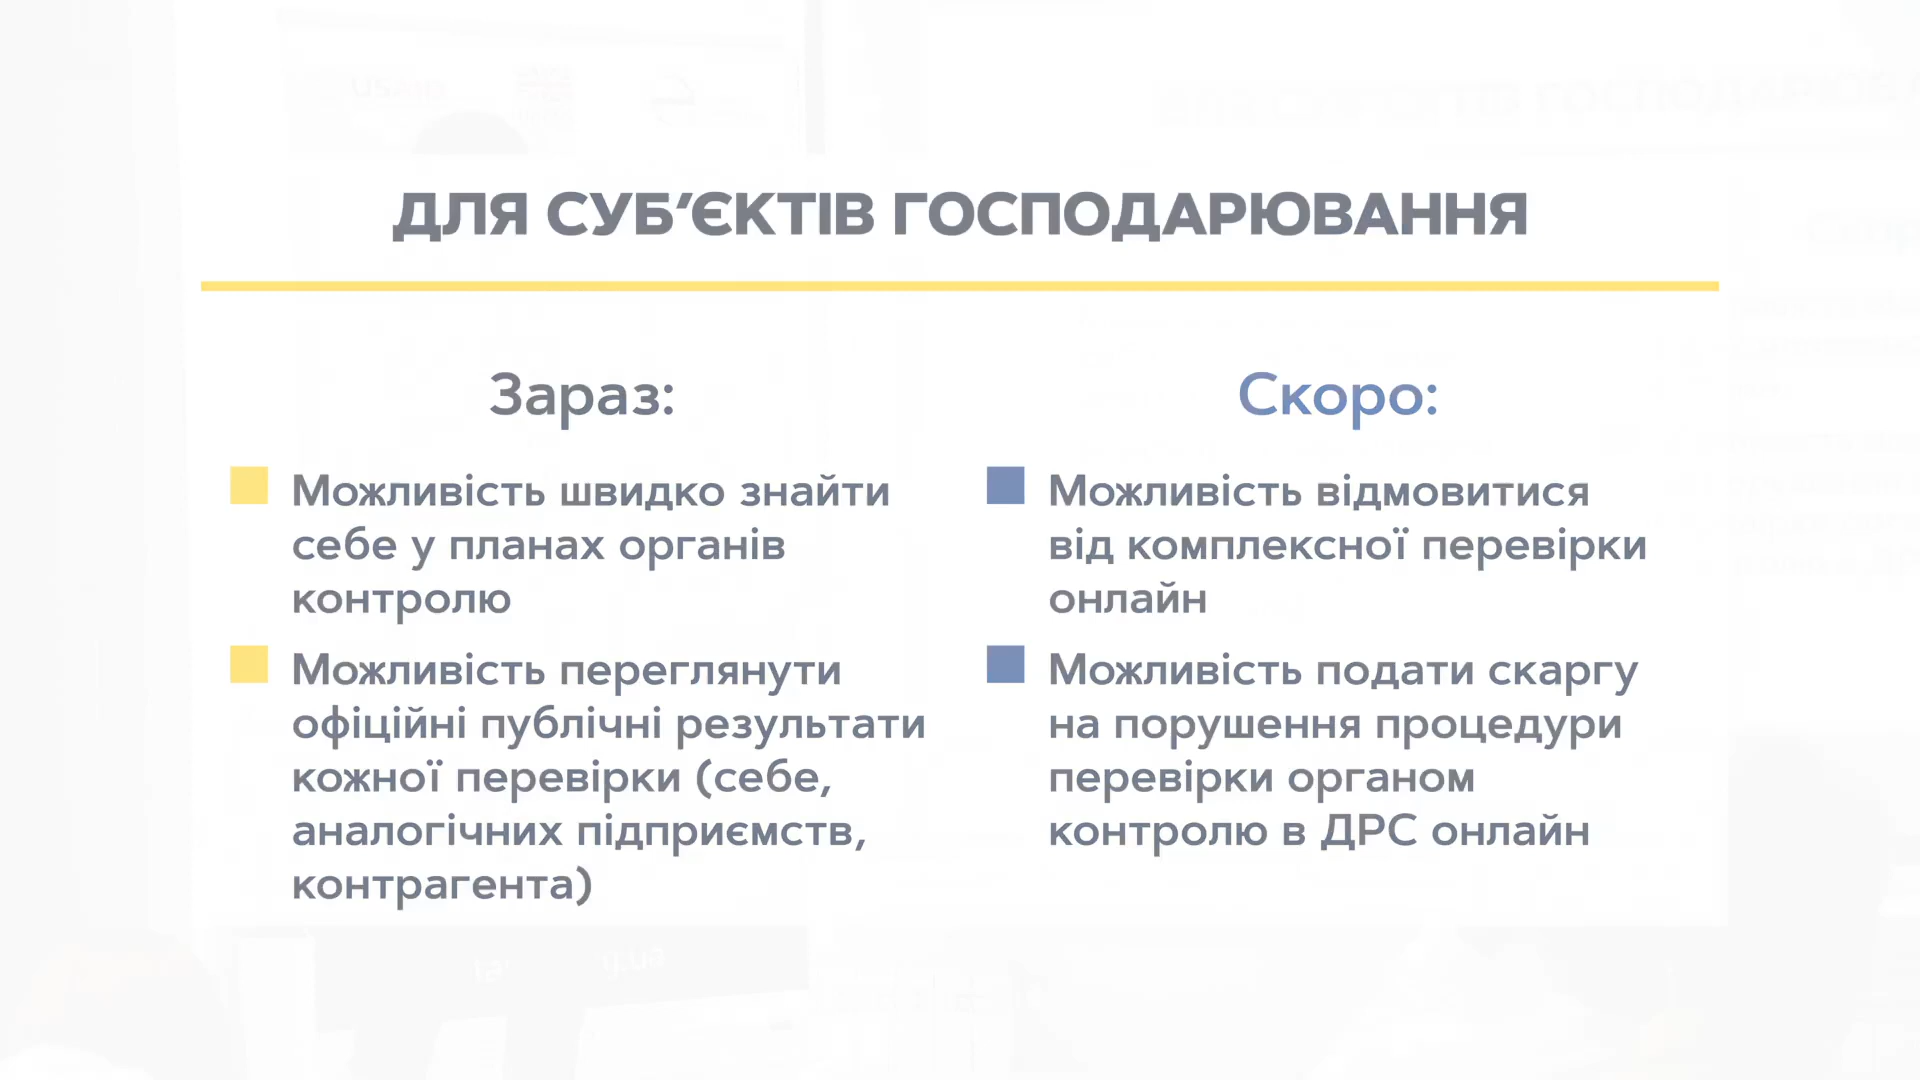 ДЛЯ СУБ’ЄКТІВ ГОСПОДАРЮВАННЯ
Зараз:
Можливість швидко знайти
себе у планах органів
контролю
Можливість переглянути
офіційні публічні результати
кожної перевірки (себе,
аналогічних підприємств,
контрагента)
Скоро:
Можливість відмовитися
від комплексної перевірки
онлайн
Можливість подати скаргу
на порушення процедури
перевірки органом
контролю в ДРС онлайн